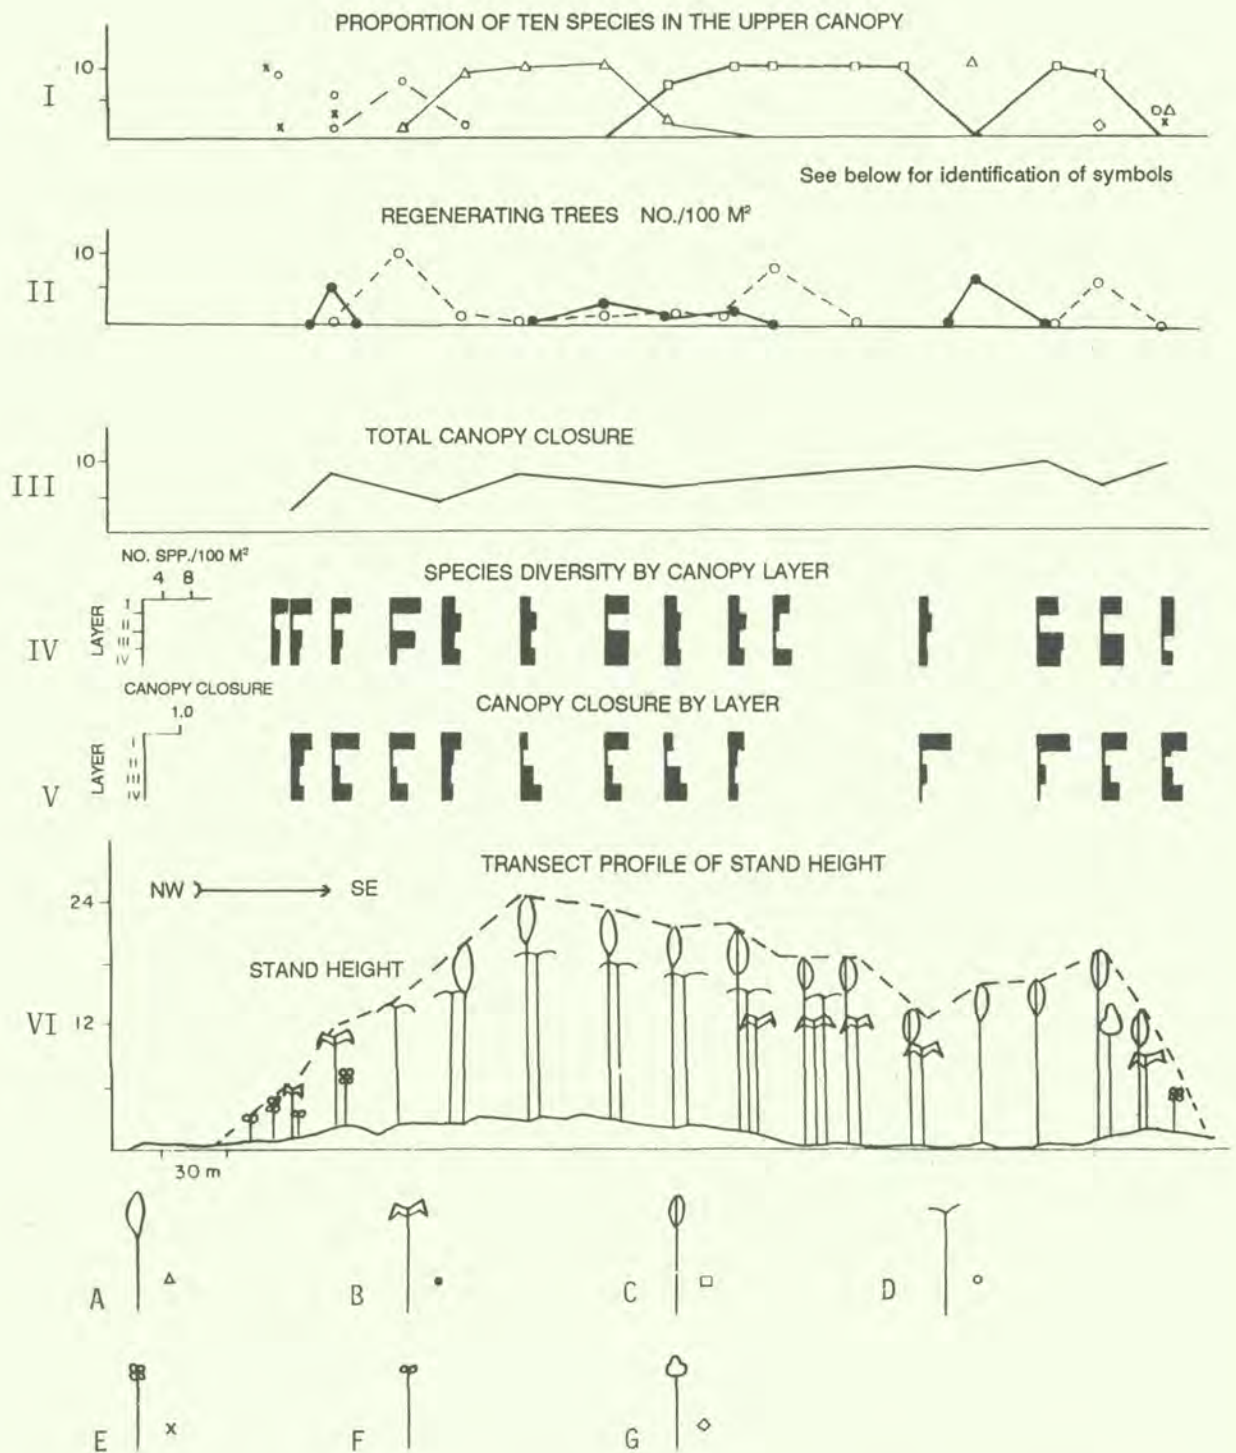 PROPORTION OF TEN SPECIES IN THE UPPER CANOPY
10
I
See below for identification of symbols
REGENERATING TREES NO./100 M²
10
II
TOTAL CANOPY CLOSURE
10
III
NO. SPP./100 M²
4 8
SPECIES DIVERSITY BY CANOPY LAYER
LAYER
I
II
III
IV
IV
CANOPY CLOSURE
1.0
CANOPY CLOSURE BY LAYER
LAYER
I
II
III
IV
V
TRANSECT PROFILE OF STAND HEIGHT
NW SE
24
STAND HEIGHT
VI
12
30 m
A
B
C
D
E
F
G